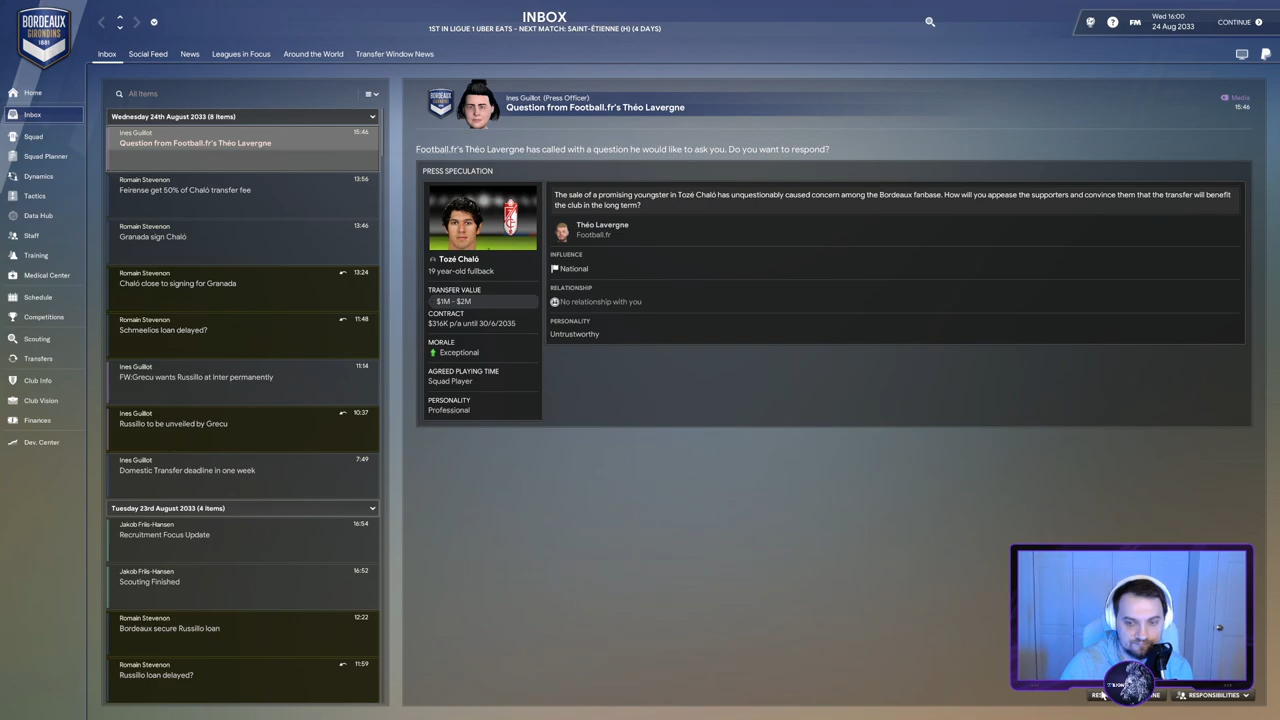 BORDEAUX
GIRONDINS
1881
INBOX
1ST IN LIGUE 1 UBER EATS - NEXT MATCH: SAINT-ÉTIENNE (H) (4 DAYS)
FM
Wed 16:00
24 Aug 2033
CONTINUE
Inbox
Social Feed
News
Leagues in Focus
Around the World
Transfer Window News
Home
Inbox
Squad
Squad Planner
Dynamics
Tactics
Data Hub
Staff
Training
Medical Center
Schedule
Competitions
Scouting
Transfers
Club Info
Club Vision
Finances
Dev. Center
All Items
Wednesday 24th August 2033 (8 items)
Ines Guillot 15:46
Question from Football.fr's Théo Lavergne
Romain Stevenon 13:56
Feirense get 50% of Chaló transfer fee
Romain Stevenon 13:46
Granada sign Chaló
Romain Stevenon 13:24
Chaló close to signing for Granada
Romain Stevenon 11:48
Schmeelios loan delayed?
Ines Guillot 11:14
FW:Grecu wants Russillo at Inter permanently
Ines Guillot 10:37
Russillo to be unveiled by Grecu
Ines Guillot 7:49
Domestic Transfer deadline in one week
Tuesday 23rd August 2033 (4 items)
Jakob Friis-Hansen 16:54
Recruitment Focus Update
Jakob Friis-Hansen 16:52
Scouting Finished
Romain Stevenon 12:22
Bordeaux secure Russillo loan
Romain Stevenon 11:59
Russillo loan delayed?
Ines Guillot (Press Officer)
Question from Football.fr's Théo Lavergne
Media
15:46
Football.fr's Théo Lavergne has called with a question he would like to ask you. Do you want to respond?
PRESS SPECULATION
Tozé Chaló
19 year-old fullback
TRANSFER VALUE
$1M - $2M
CONTRACT
$316K p/a until 30/6/2035
MORALE
Exceptional
AGREED PLAYING TIME
Squad Player
PERSONALITY
Professional
The sale of a promising youngster in Tozé Chaló has unquestionably caused concern among the Bordeaux fanbase. How will you appease the supporters and convince them that the transfer will benefit
the club in the long term?
Théo Lavergne
Football.fr
INFLUENCE
National
RELATIONSHIP
No relationship with you
PERSONALITY
Untrustworthy
RESPONSIBILITIES